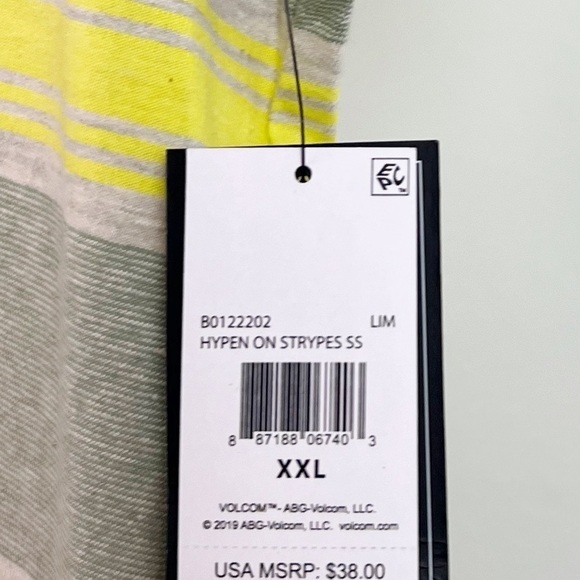 EPC™
B0122202 LIM
HYPEN ON STRYPES SS
8 87188 06740 3
XXL
VOLCOM™- ABG-Volcom, LLC.
© 2019 ABG-Volcom, LLC. volcom.com
USA MSRP: $38.00